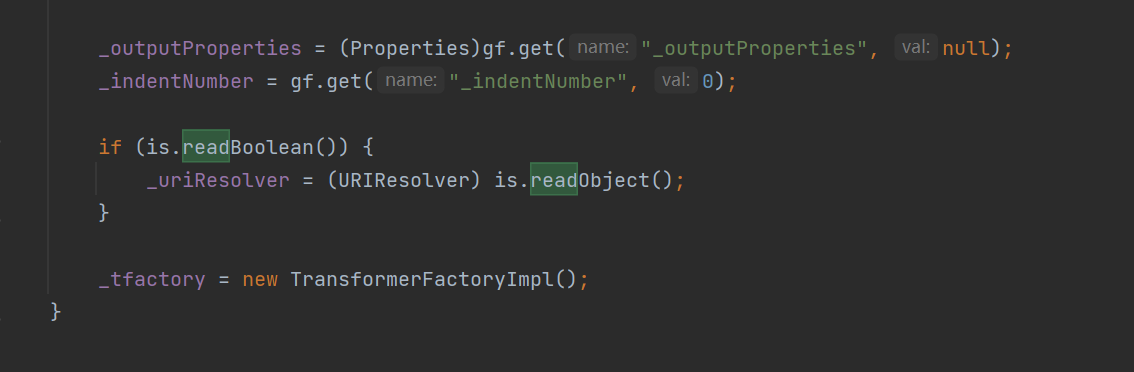 _outputProperties = (Properties)gf.get( name: "_outputProperties", val: null);
_indentNumber = gf.get( name: "_indentNumber", val: 0);
if (is.readBoolean()) {
_uriResolver = (URIResolver) is.readObject();
}
_tfactory = new TransformerFactoryImpl();
}